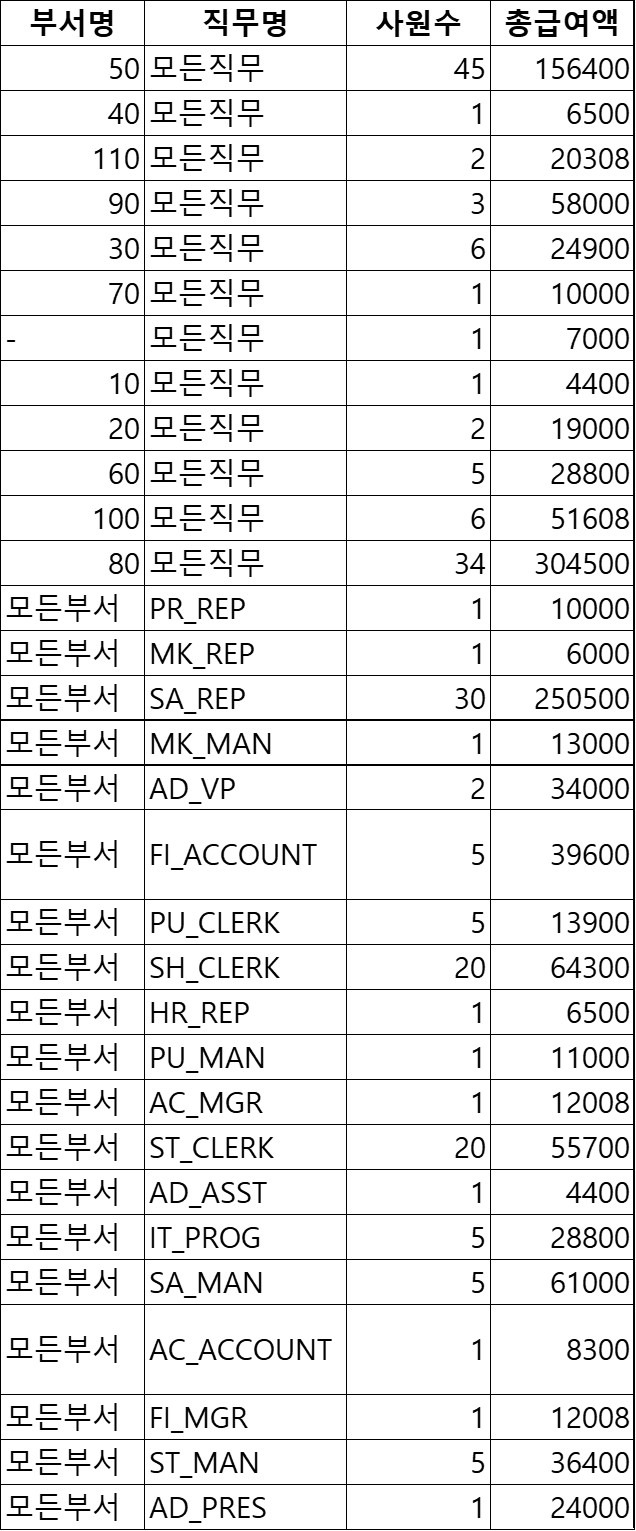 부서명 직무명 사원수 총급여액
50 모든직무 45 156400
40 모든직무 1 6500
110 모든직무 2 20308
90 모든직무 3 58000
30 모든직무 6 24900
70 모든직무 1 10000
- 모든직무 1 7000
10 모든직무 1 4400
20 모든직무 2 19000
60 모든직무 5 28800
100 모든직무 6 51608
80 모든직무 34 304500
모든부서 PR_REP 1 10000
모든부서 MK_REP 1 6000
모든부서 SA_REP 30 250500
모든부서 MK_MAN 1 13000
모든부서 AD_VP 2 34000
모든부서 FI_ACCOUNT 5 39600
모든부서 PU_CLERK 5 13900
모든부서 SH_CLERK 20 64300
모든부서 HR_REP 1 6500
모든부서 PU_MAN 1 11000
모든부서 AC_MGR 1 12008
모든부서 ST_CLERK 20 55700
모든부서 AD_ASST 1 4400
모든부서 IT_PROG 5 28800
모든부서 SA_MAN 5 61000
모든부서 AC_ACCOUNT 1 8300
모든부서 FI_MGR 1 12008
모든부서 ST_MAN 5 36400
모든부서 AD_PRES 1 24000